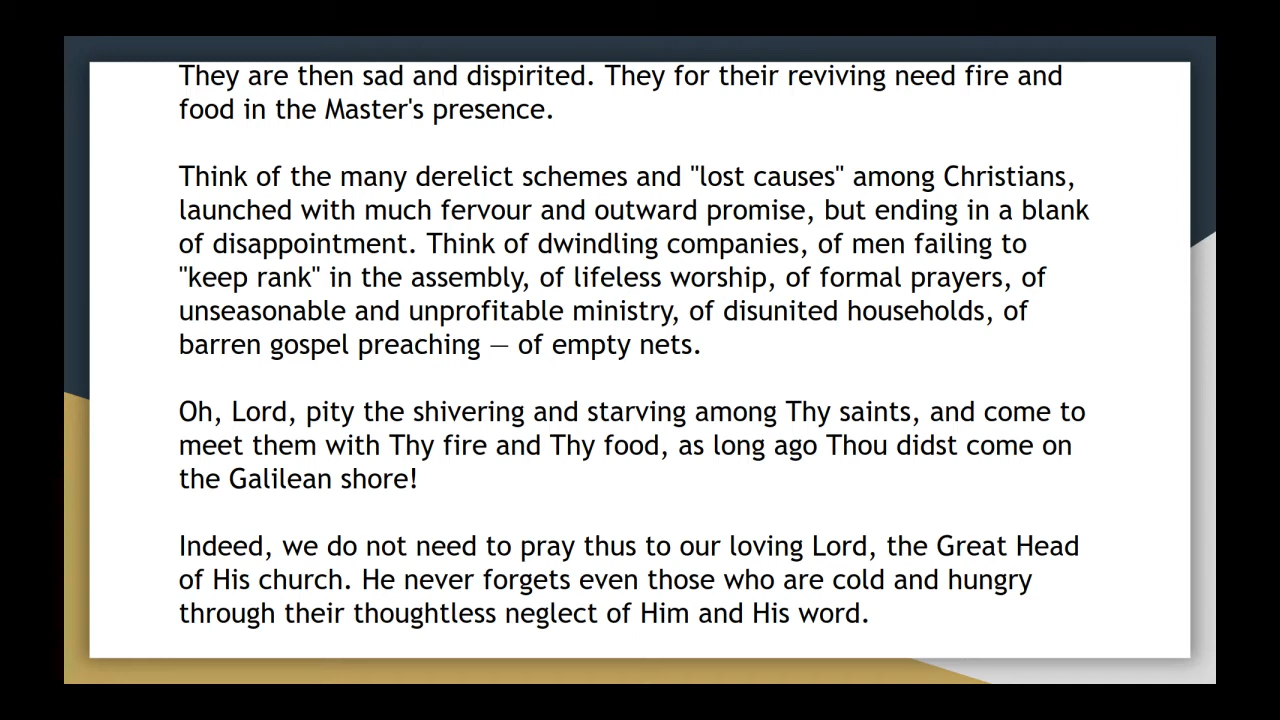 They are then sad and dispirited. They for their reviving need fire and
food in the Master's presence.
Think of the many derelict schemes and "lost causes" among Christians,
launched with much fervour and outward promise, but ending in a blank
of disappointment. Think of dwindling companies, of men failing to
"keep rank" in the assembly, of lifeless worship, of formal prayers, of
unseasonable and unprofitable ministry, of disunited households, of
barren gospel preaching — of empty nets.
Oh, Lord, pity the shivering and starving among Thy saints, and come to
meet them with Thy fire and Thy food, as long ago Thou didst come on
the Galilean shore!
Indeed, we do not need to pray thus to our loving Lord, the Great Head
of His church. He never forgets even those who are cold and hungry
through their thoughtless neglect of Him and His word.